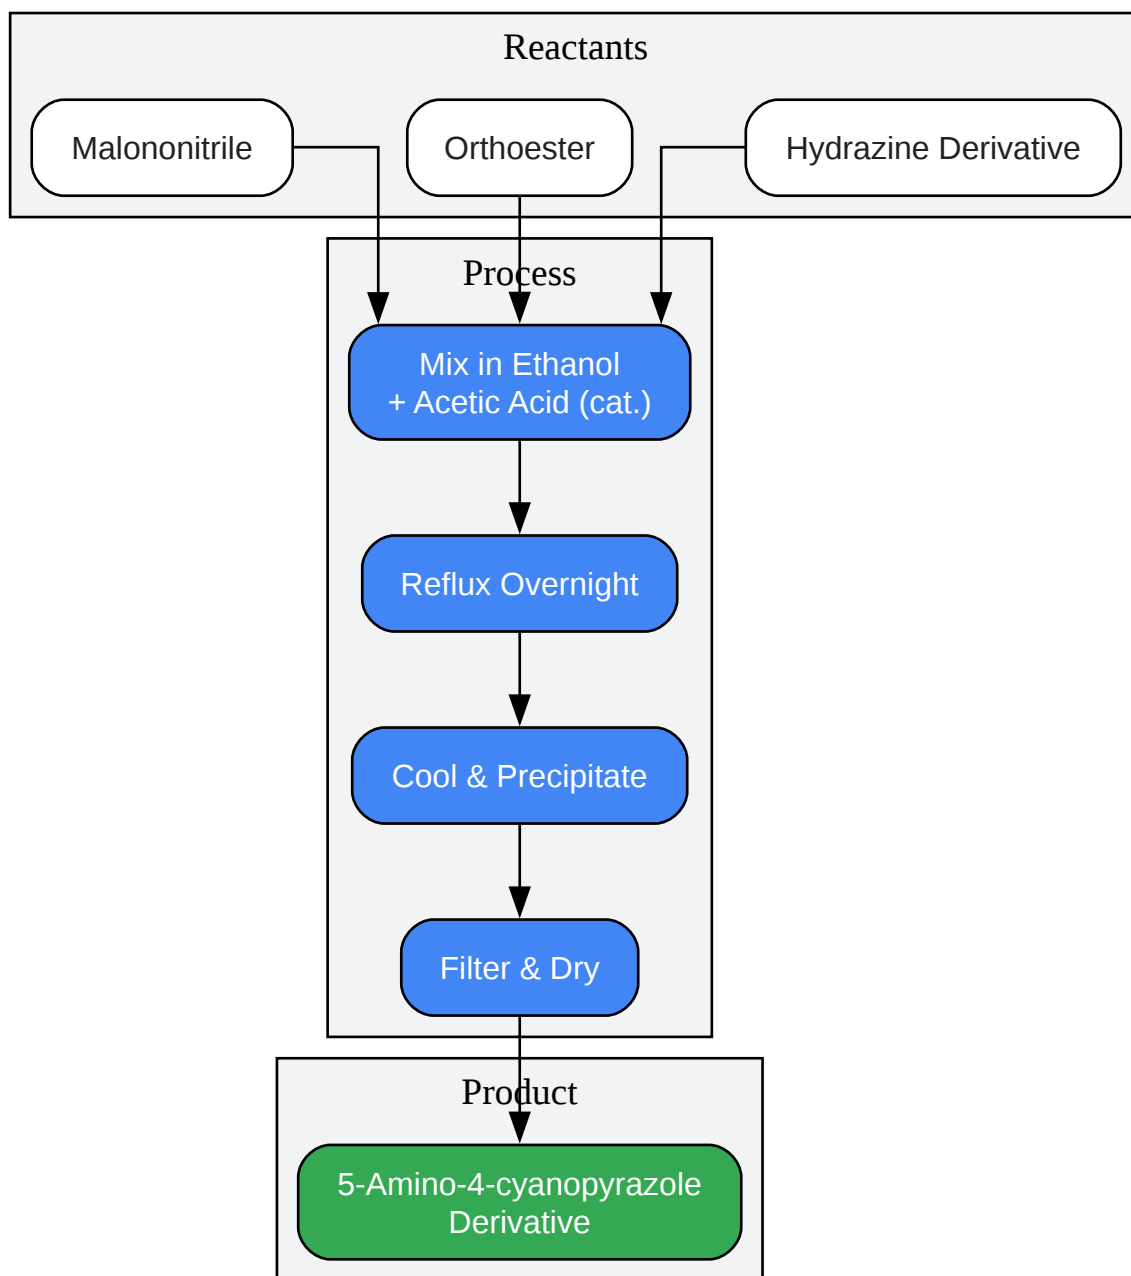 Reactants
Malononitrile
Orthoester
Hydrazine Derivative
Process
Mix in Ethanol
+ Acetic Acid (cat.)
Reflux Overnight
Cool & Precipitate
Filter & Dry
Product
5-Amino-4-cyanopyrazole
Derivative